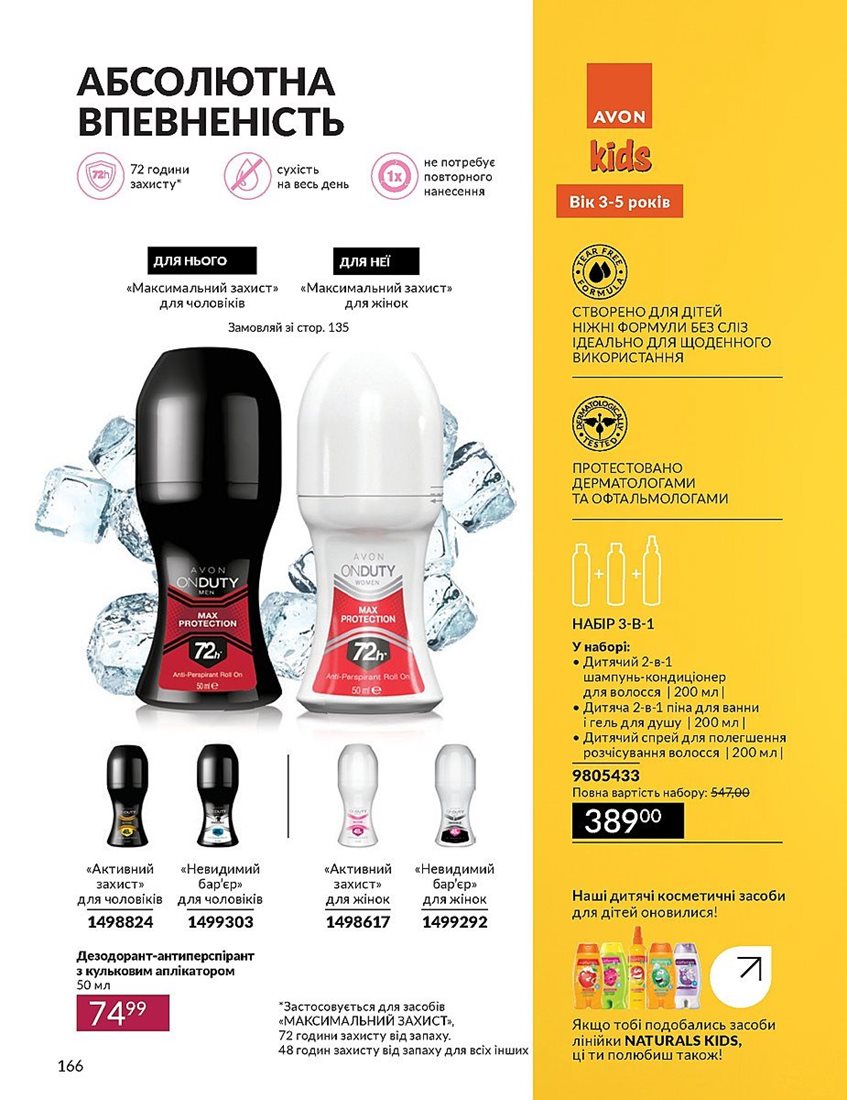 АБСОЛЮТНА
ВПЕВНЕНІСТЬ
72h
72 години
захисту*
сухість
на весь день
1x
не потребує
повторного
нанесення
ДЛЯ НЬОГО
«Максимальний захист»
для чоловіків
ДЛЯ НЕЇ
«Максимальний захист»
для жінок
Замовляй зі стор. 135
AVON
ONDUTY
MEN
MAX
PROTECTION
72h*
Anti-Perspirant Roll On
50 ml e
AVON
ONDUTY
WOMEN
MAX
PROTECTION
72h*
Anti-Perspirant Roll On
50 ml e
ONDUTY
ONDUTY
ONDUTY
ONDUTY
«Активний
захист»
для чоловіків
1498824
«Невидимий
бар'єр»
для чоловіків
1499303
«Активний
захист»
для жінок
1498617
«Невидимий
бар'єр»
для жінок
1499292
Дезодорант-антиперспірант
з кульковим аплікатором
50 мл
74⁹⁹
*Застосовується для засобів
«МАКСИМАЛЬНИЙ ЗАХИСТ»,
72 години захисту від запаху.
48 годин захисту від запаху для всіх інших
166
AVON
kids
Вік 3-5 років
TEAR FREE
FORMULA
СТВОРЕНО ДЛЯ ДІТЕЙ
НІЖНІ ФОРМУЛИ БЕЗ СЛІЗ
ІДЕАЛЬНО ДЛЯ ЩОДЕННОГО
ВИКОРИСТАННЯ
DERMATOLOGICALLY
TESTED
ПРОТЕСТОВАНО
ДЕРМАТОЛОГАМИ
ТА ОФТАЛЬМОЛОГАМИ
+ +
НАБІР 3-В-1
У наборі:
• Дитячий 2-в-1
шампунь-кондиціонер
для волосся | 200 мл |
• Дитяча 2-в-1 піна для ванни
і гель для душу | 200 мл |
• Дитячий спрей для полегшення
розчісування волосся | 200 мл |
9805433
Повна вартість набору: 547,00
389⁰⁰
Наші дитячі косметичні засоби
для дітей оновилися!
Якщо тобі подобались засоби
лінійки NATURALS KIDS,
ці ти полюбиш також!